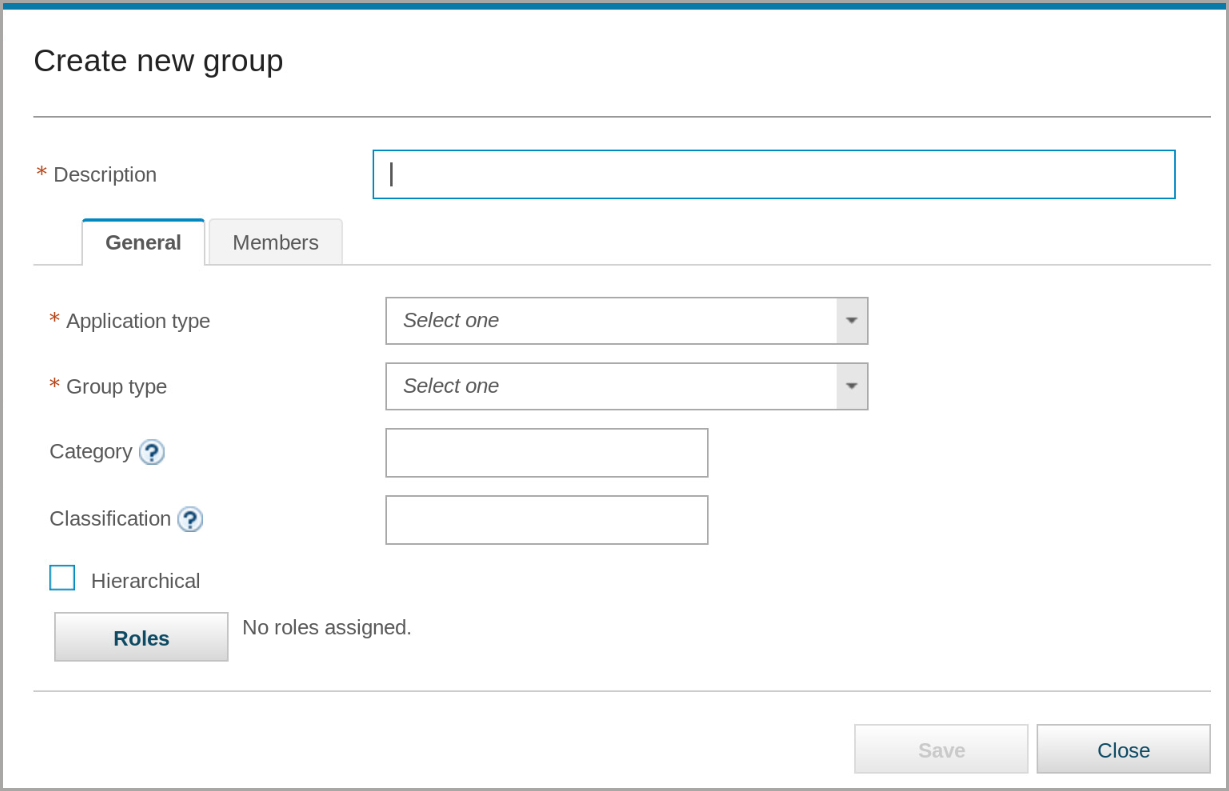 Create new group
* Description
General Members
* Application type Select one
* Group type Select one
Category ?
Classification ?
Hierarchical
Roles No roles assigned.
Save Close